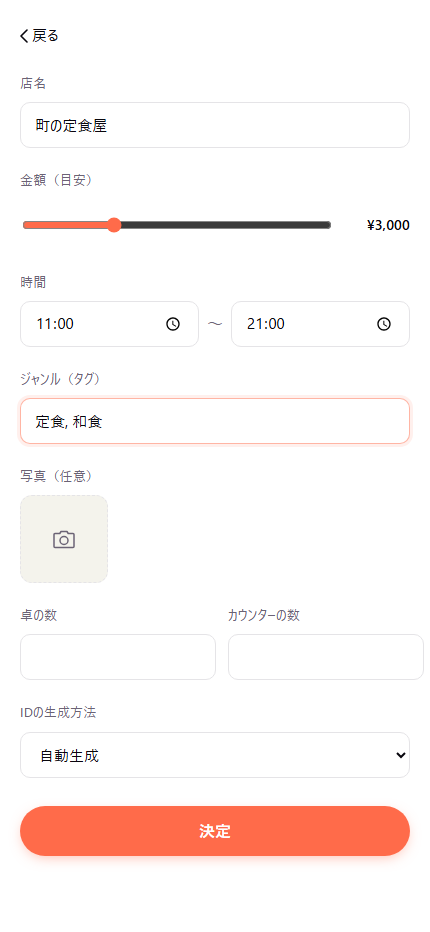 戻る
店名
町の定食屋
金額（目安）
¥3,000
時間
11:00 〜 21:00
ジャンル（タグ）
定食, 和食
写真（任意）
卓の数 カウンターの数
IDの生成方法
自動生成
決定